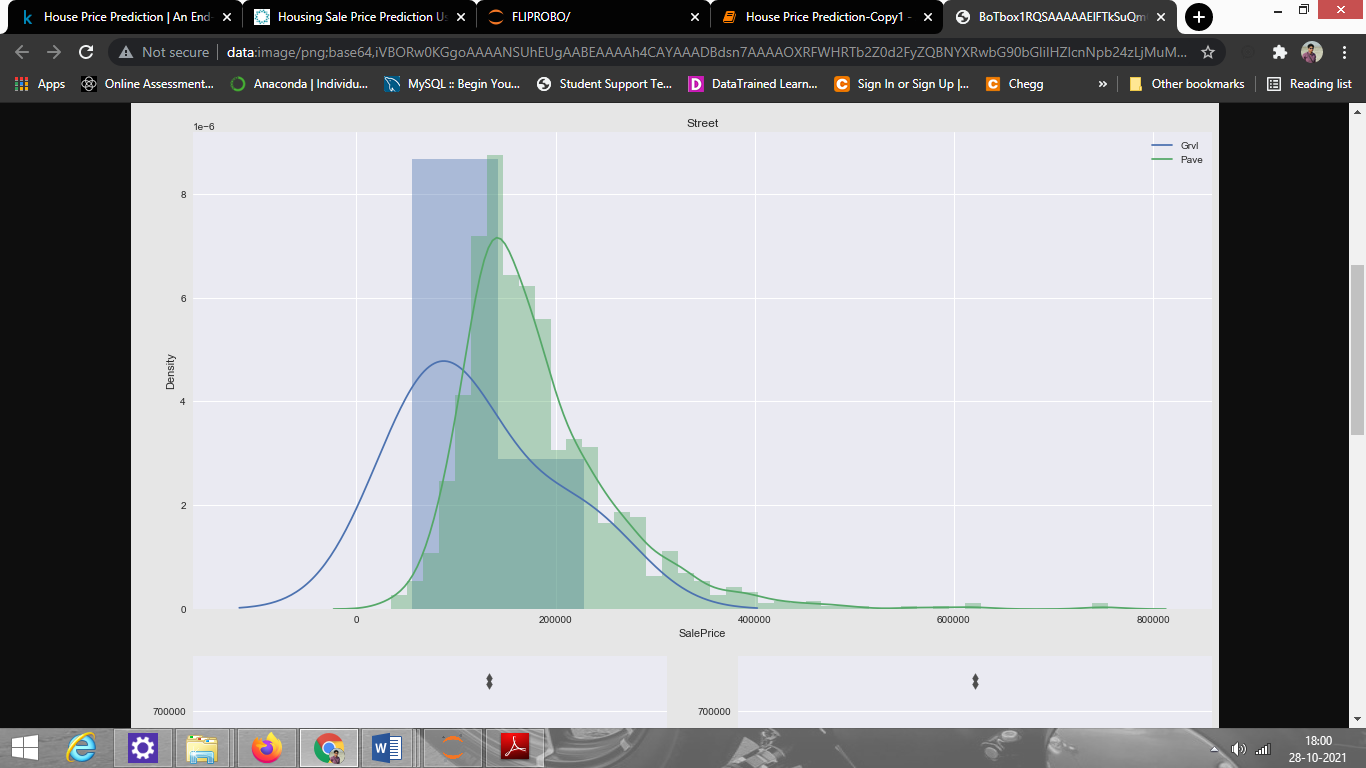 House Price Prediction | An End
Housing Sale Price Prediction Us
FLIPROBO/
House Price Prediction-Copy1 -
BoTbox1RQSAAAAAElFTkSuQm
Not secure | data:image/png;base64,iVBORw0KGgoAAAANSUhEUgAABEAAAAh4CAYAAADBdsn7AAAAOXRFWHRTb2Z0d2FyZQBNYXRwbG90bGliIHZlcnNpb24zLjMuM...
Apps
Online Assessment...
Anaconda | Individu...
MySQL :: Begin You...
Student Support Te...
DataTrained Learn...
Sign In or Sign Up |...
Chegg
»
Other bookmarks
Reading list
Street
1e−6
Grvl
Pave
8
6
4
2
0
Density
0 200000 400000 600000 800000
SalePrice
700000 700000
18:00
28-10-2021